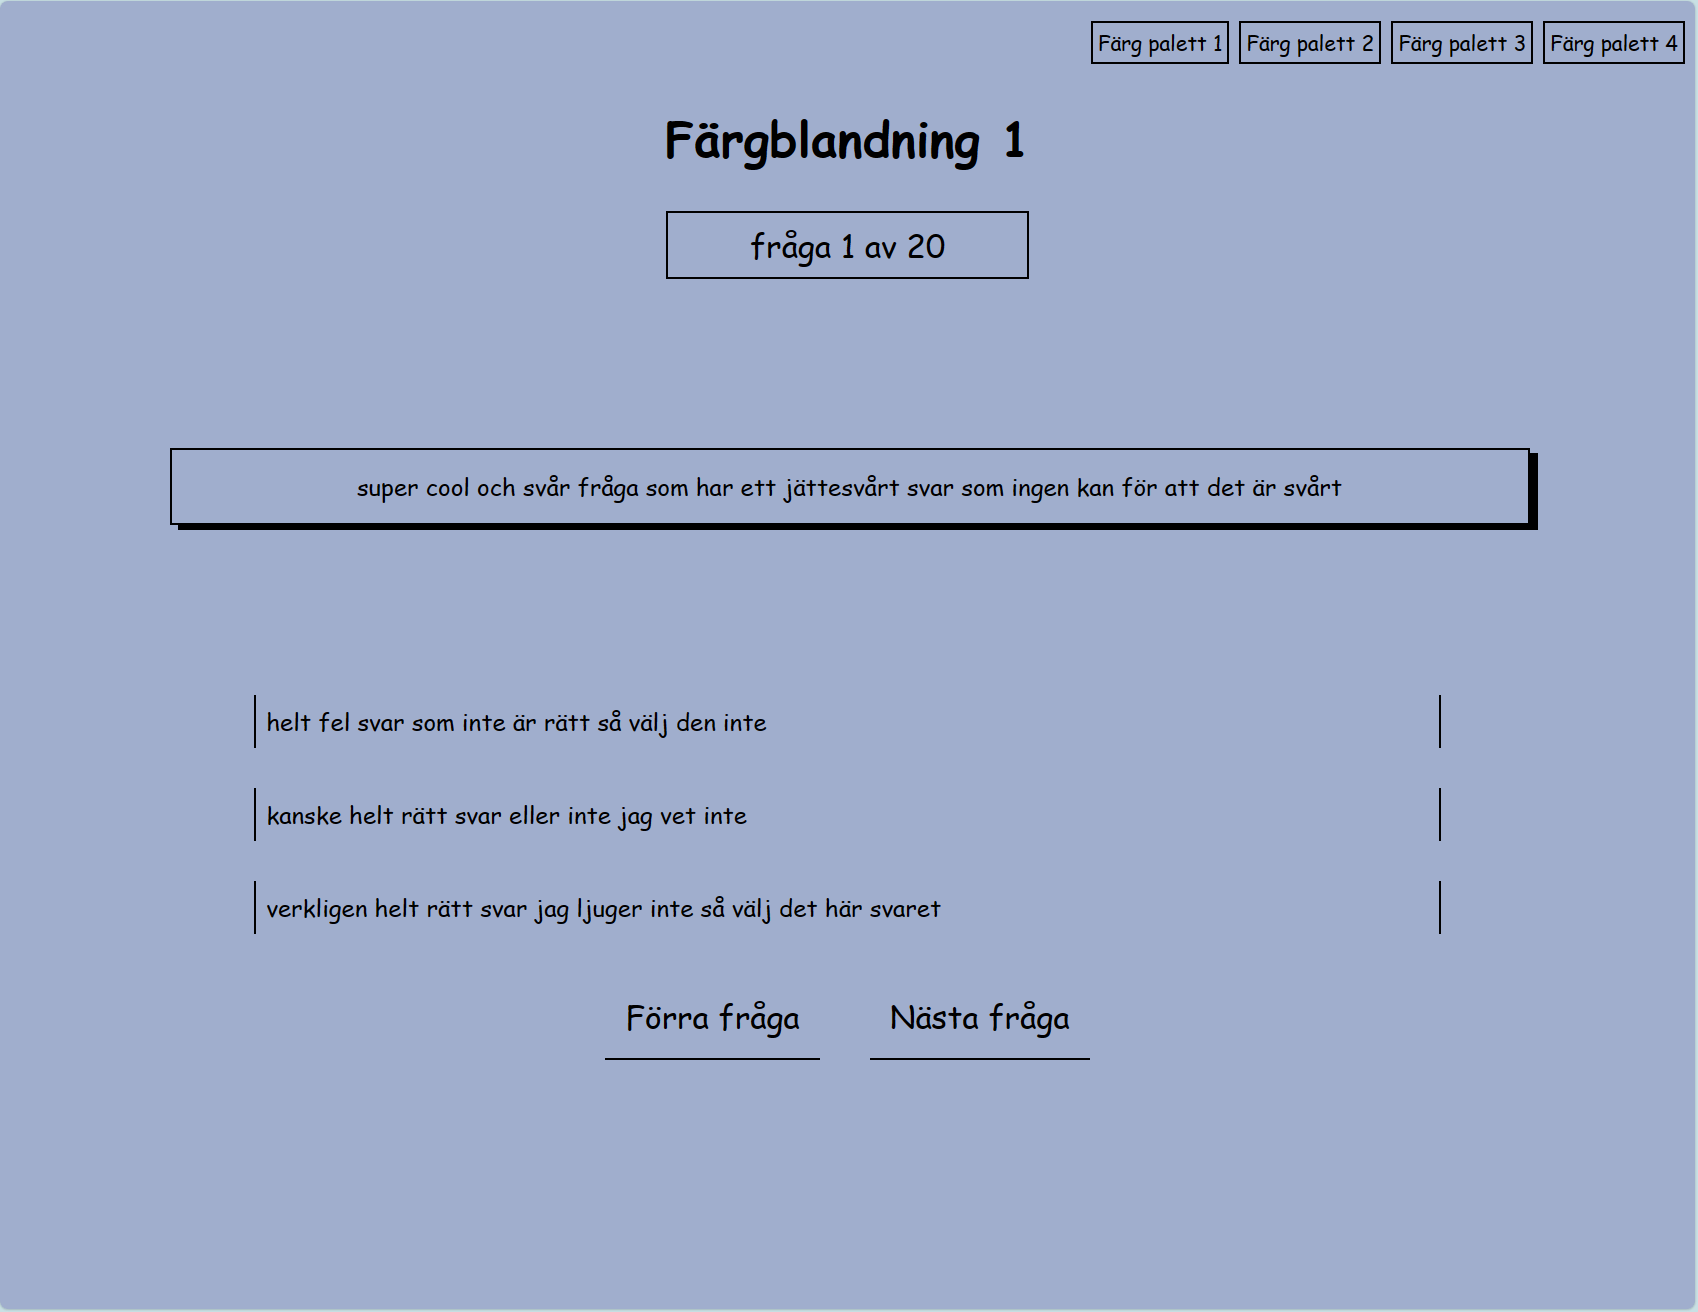 Färg palett 1 Färg palett 2 Färg palett 3 Färg palett 4
Färgblandning 1
fråga 1 av 20
super cool och svår fråga som har ett jättesvårt svar som ingen kan för att det är svårt
helt fel svar som inte är rätt så välj den inte
kanske helt rätt svar eller inte jag vet inte
verkligen helt rätt svar jag ljuger inte så välj det här svaret
Förra fråga Nästa fråga